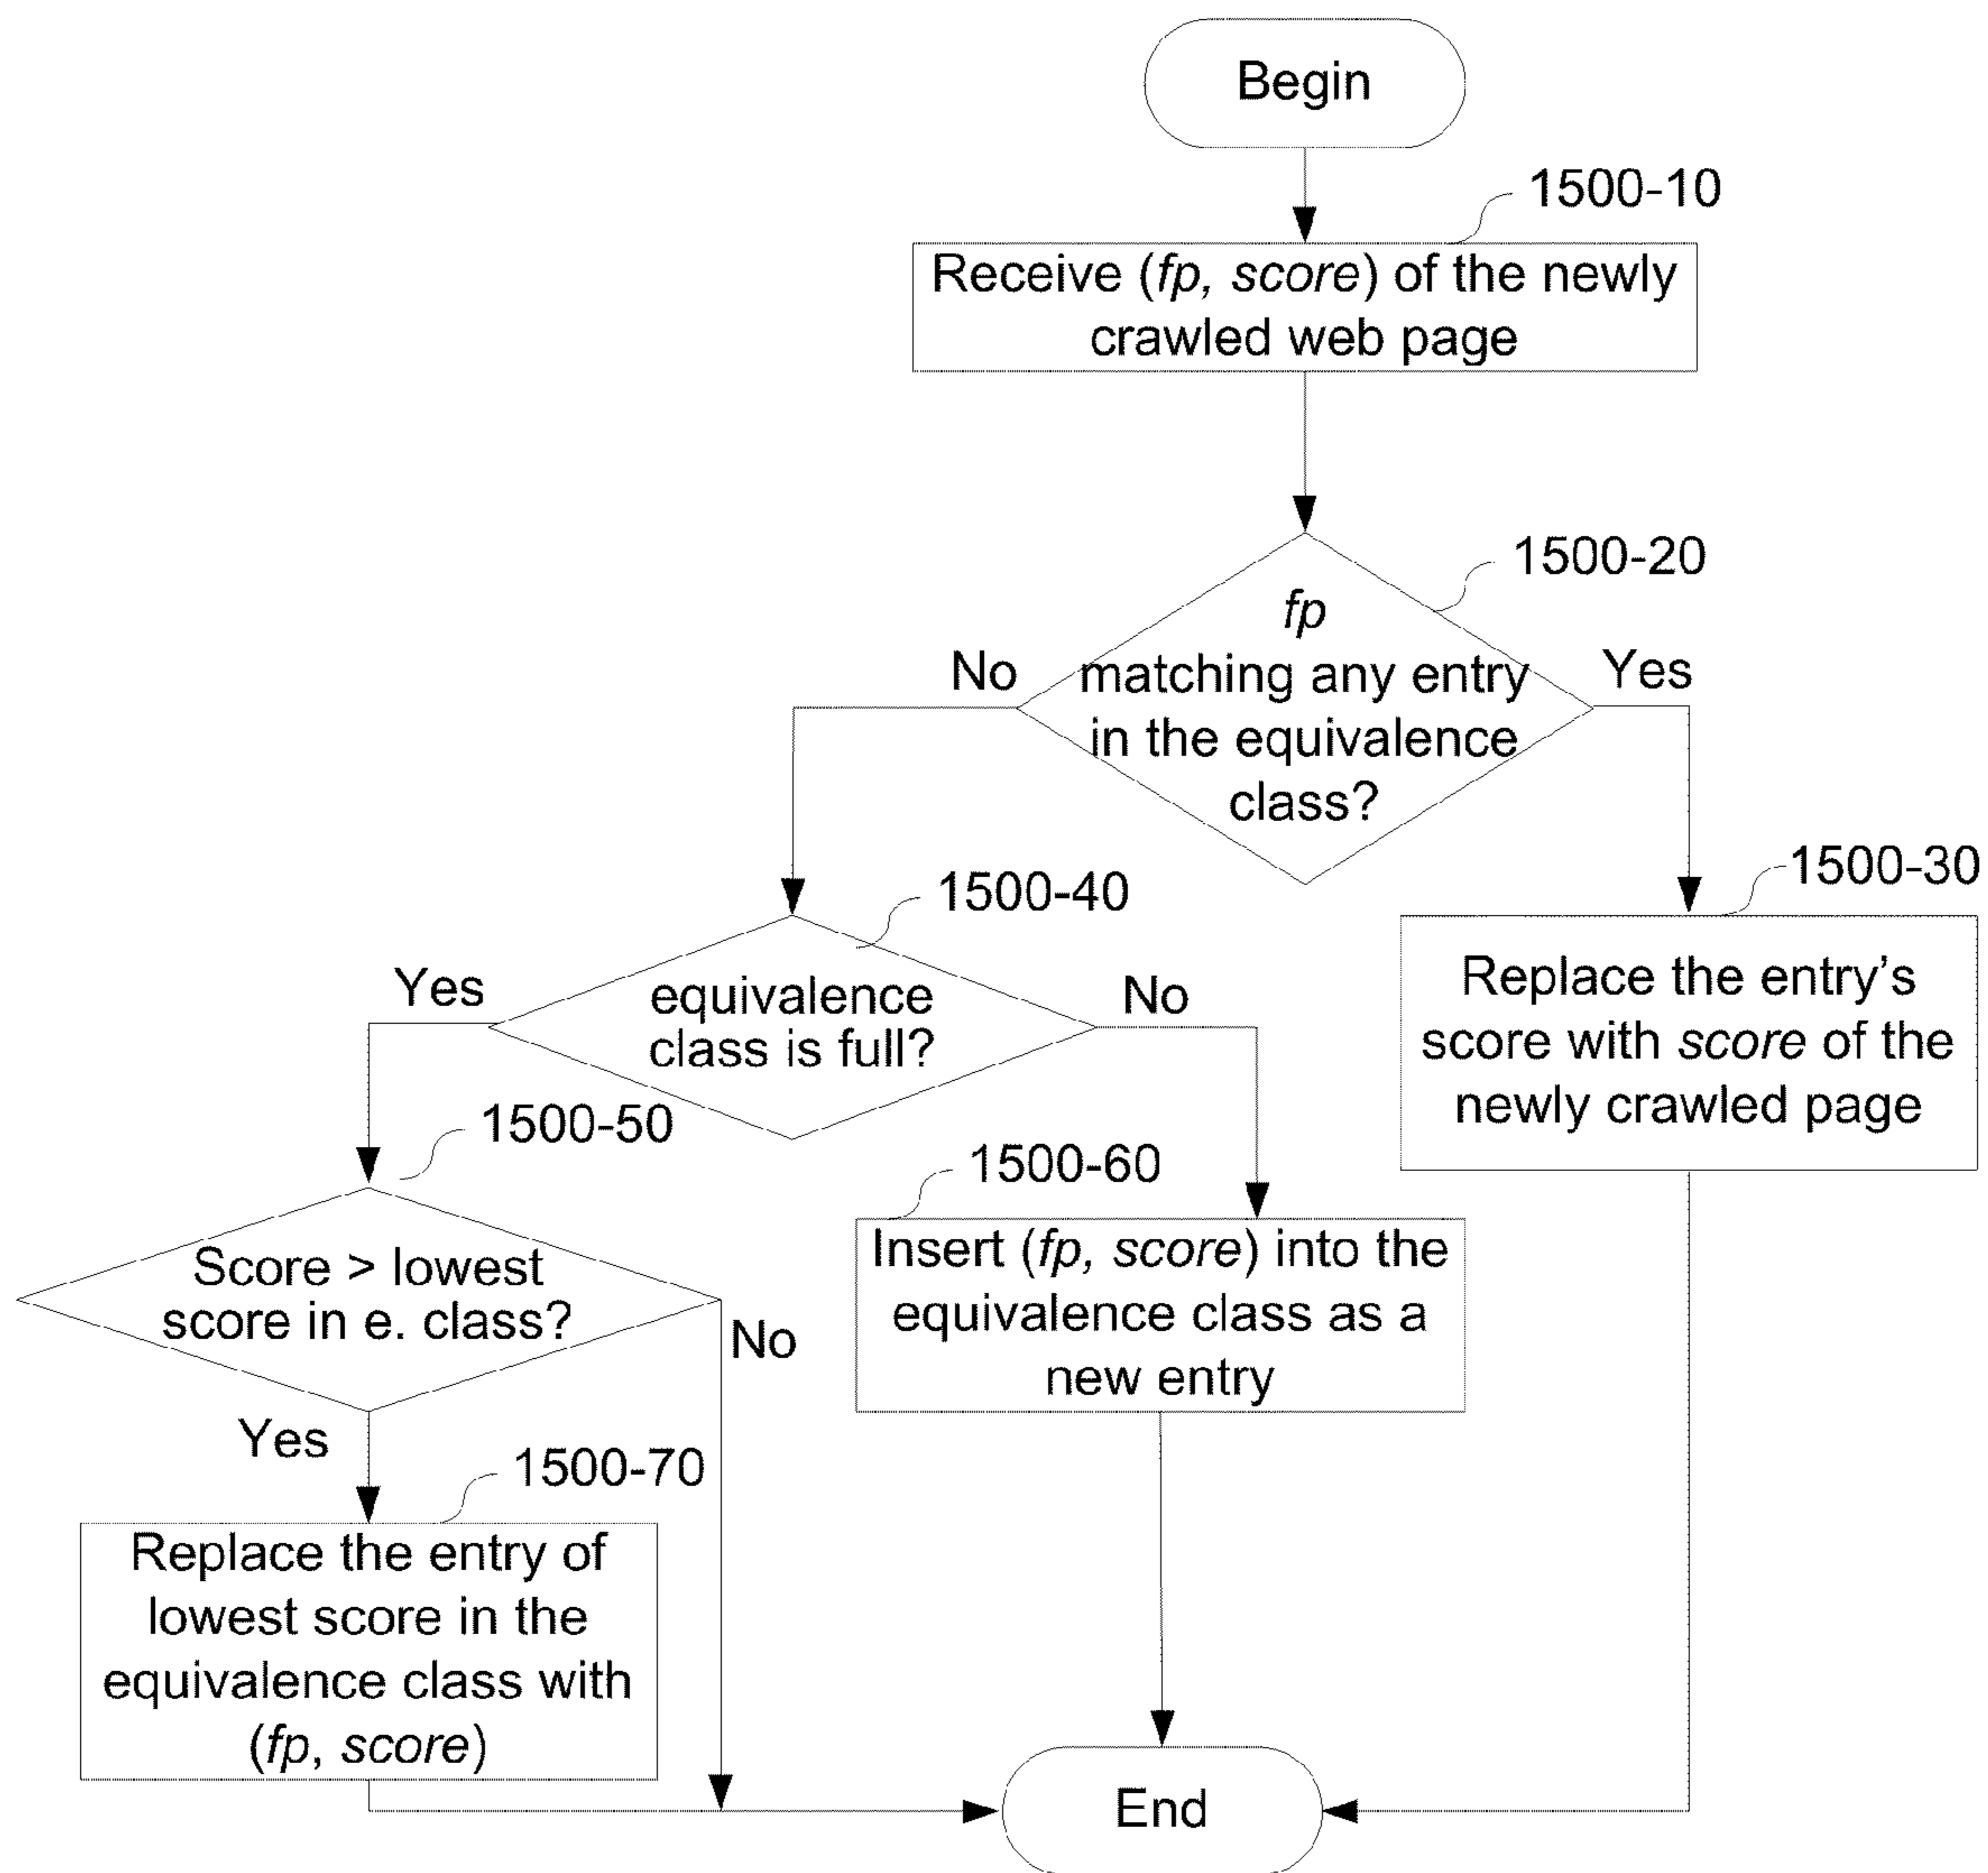 Begin
1500-10
Receive (fp, score) of the newly
crawled web page
1500-20
fp
matching any entry
in the equivalence
class?
No
Yes
1500-30
Replace the entry's
score with score of the
newly crawled page
1500-40
equivalence
class is full?
Yes
No
1500-50
Score > lowest
score in e. class?
No
Yes
1500-60
Insert (fp, score) into the
equivalence class as a
new entry
1500-70
Replace the entry of
lowest score in the
equivalence class with
(fp, score)
End